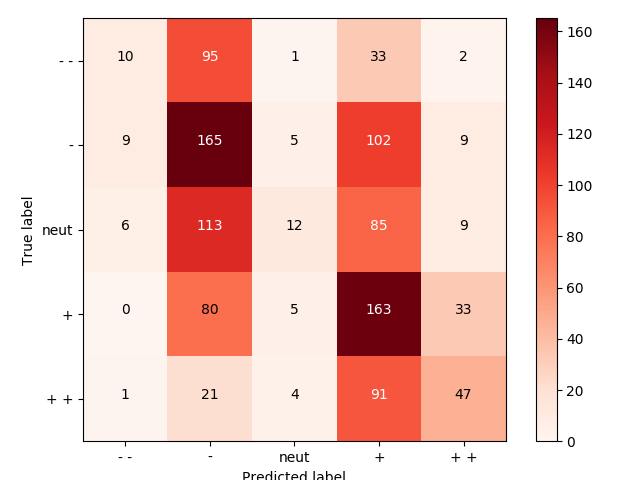 - - 10 95 1 33 2
- 9 165 5 102 9
neut 6 113 12 85 9
+ 0 80 5 163 33
+ + 1 21 4 91 47
- - - neut + + +
True label
Predicted label
160
140
120
100
80
60
40
20
0